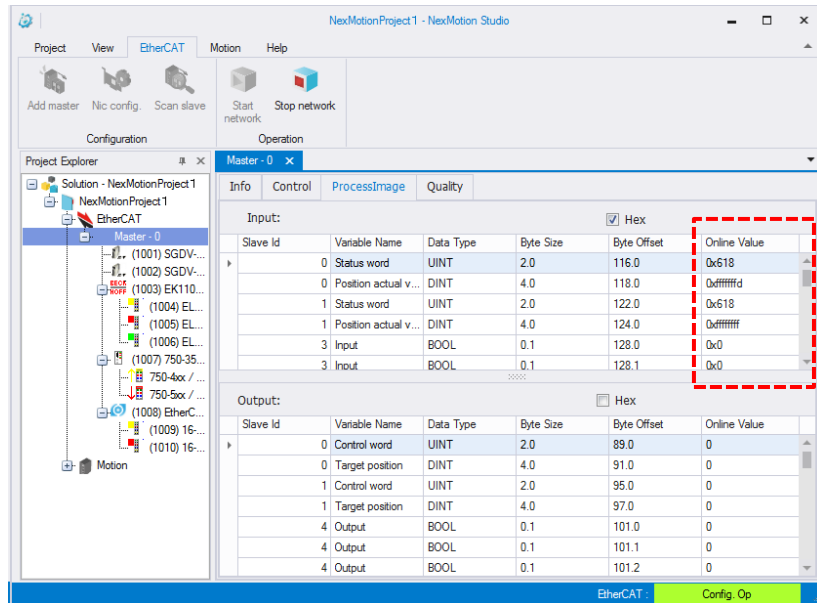 NexMotionProject1 - NexMotion Studio
Project View EtherCAT Motion Help
Add master Nic config. Scan slave Start network Stop network
Configuration Operation
Project Explorer
Solution - NexMotionProject1
NexMotionProject1
EtherCAT
Master - 0
(1001) SGDV-...
(1002) SGDV-...
(1003) EK110...
(1004) EL...
(1005) EL...
(1006) EL...
(1007) 750-35...
750-4xx / ...
750-5xx / ...
(1008) EtherC...
(1009) 16-...
(1010) 16-...
Motion
Master - 0
Info Control ProcessImage Quality
Input: Hex
Slave Id Variable Name Data Type Byte Size Byte Offset Online Value
0 Status word UINT 2.0 116.0 0x618
0 Position actual v... DINT 4.0 118.0 0xfffffffd
1 Status word UINT 2.0 122.0 0x618
1 Position actual v... DINT 4.0 124.0 0xffffffff
3 Input BOOL 0.1 128.0 0x0
3 Input BOOL 0.1 128.1 0x0
Output: Hex
Slave Id Variable Name Data Type Byte Size Byte Offset Online Value
0 Control word UINT 2.0 89.0 0
0 Target position DINT 4.0 91.0 0
1 Control word UINT 2.0 95.0 0
1 Target position DINT 4.0 97.0 0
4 Output BOOL 0.1 101.0 0
4 Output BOOL 0.1 101.1 0
4 Output BOOL 0.1 101.2 0
EtherCAT : Config. Op